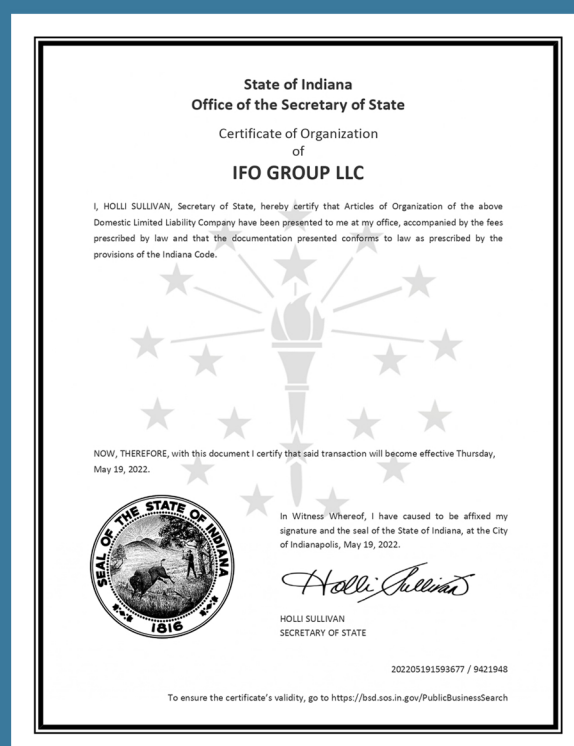 State of Indiana
Office of the Secretary of State
Certificate of Organization
of
IFO GROUP LLC
I, HOLLI SULLIVAN, Secretary of State, hereby certify that Articles of Organization of the above
Domestic Limited Liability Company have been presented to me at my office, accompanied by the fees
prescribed by law and that the documentation presented conforms to law as prescribed by the
provisions of the Indiana Code.
NOW, THEREFORE, with this document I certify that said transaction will become effective Thursday,
May 19, 2022.
SEAL OF THE STATE OF INDIANA
1816
In Witness Whereof, I have caused to be affixed my
signature and the seal of the State of Indiana, at the City
of Indianapolis, May 19, 2022.
Holli Sullivan
HOLLI SULLIVAN
SECRETARY OF STATE
202205191593677 / 9421948
To ensure the certificate's validity, go to https://bsd.sos.in.gov/PublicBusinessSearch